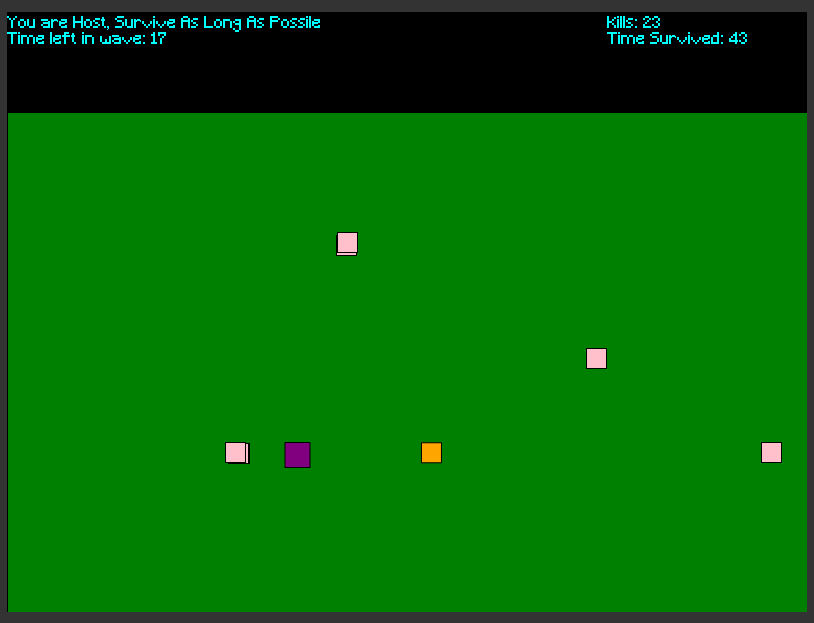 You are Host, Survive As Long As Possile
Time left in wave: 17
Kills: 23
Time Survived: 43